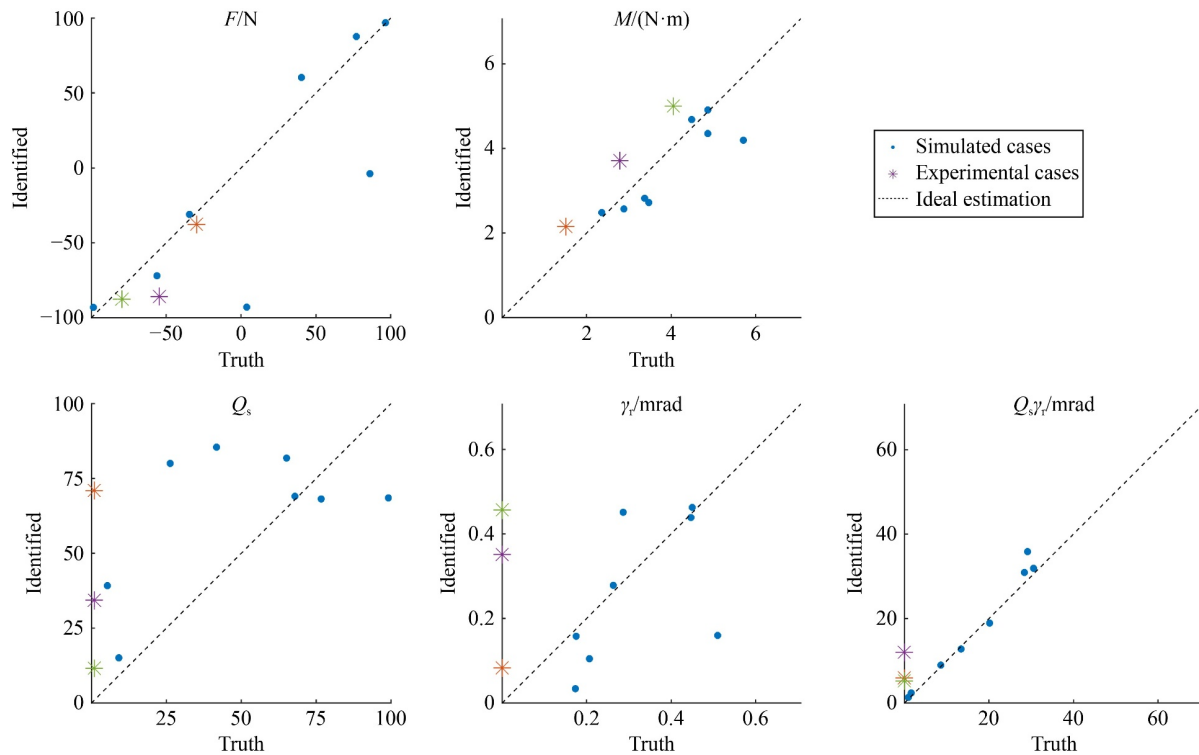 F/N
100
50
0
−50
−100
−50
0
50
100
Identified
Truth
M/(N·m)
6
4
2
0
2
4
6
Identified
Truth
Simulated cases
Experimental cases
Ideal estimation
Qs
100
75
50
25
0
25
50
75
100
Identified
Truth
γr/mrad
0.6
0.4
0.2
0
0.2
0.4
0.6
Identified
Truth
Qsγr/mrad
60
40
20
0
20
40
60
Identified
Truth